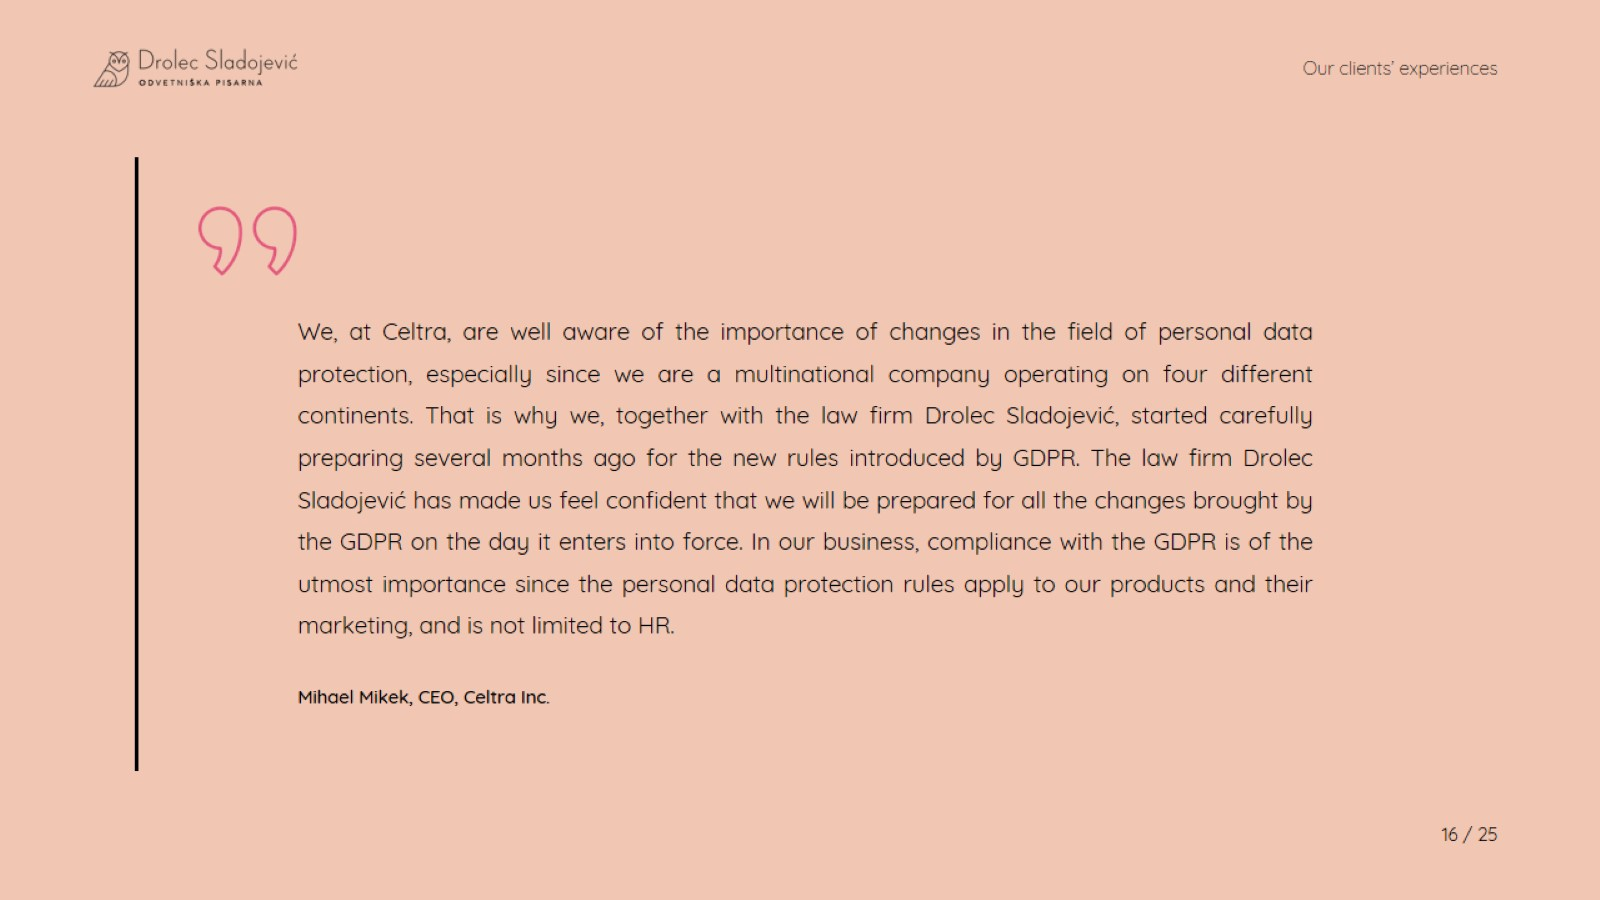 Drolec Sladojević
ODVETNIŠKA PISARNA
Our clients’ experiences
We, at Celtra, are well aware of the importance of changes in the field of personal data
protection, especially since we are a multinational company operating on four different
continents. That is why we, together with the law firm Drolec Sladojević, started carefully
preparing several months ago for the new rules introduced by GDPR. The law firm Drolec
Sladojević has made us feel confident that we will be prepared for all the changes brought by
the GDPR on the day it enters into force. In our business, compliance with the GDPR is of the
utmost importance since the personal data protection rules apply to our products and their
marketing, and is not limited to HR.
Mihael Mikek, CEO, Celtra Inc.
16 / 25